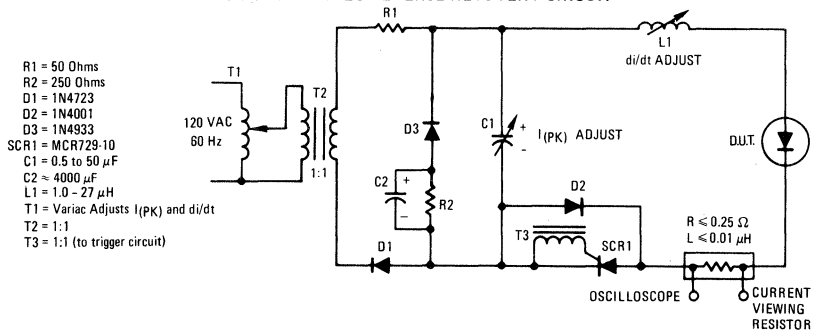 R1 = 50 Ohms
R2 = 250 Ohms
D1 = 1N4723
D2 = 1N4001
D3 = 1N4933
SCR1 = MCR729-10
C1 = 0.5 to 50 μF
C2 ≈ 4000 μF
L1 = 1.0 – 27 μH
T1 = Variac Adjusts I(PK) and di/dt
T2 = 1:1
T3 = 1:1 (to trigger circuit)
T1
120 VAC
60 Hz
T2
1:1
R1
D3
C2
+
–
R2
D1
C1
+
–
I(PK) ADJUST
L1
di/dt ADJUST
D.U.T.
D2
T3
SCR1
R ⩽ 0.25 Ω
L ⩽ 0.01 μH
OSCILLOSCOPE
CURRENT
VIEWING
RESISTOR